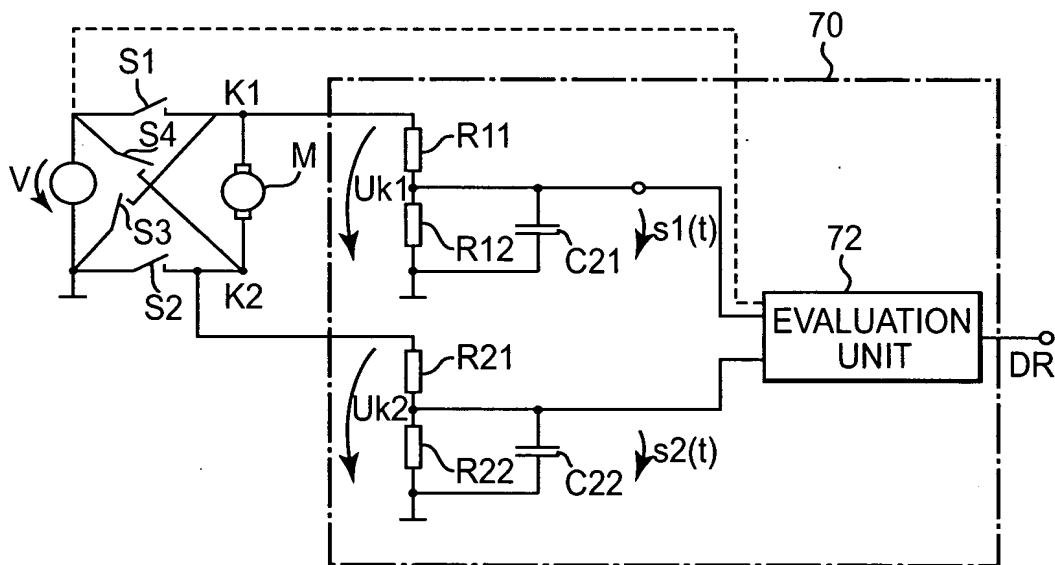 70
S1
K1
S4
R11
V
M
Uk1
S3
R12
C21
s1(t)
S2
K2
72
EVALUATION
UNIT
R21
DR
Uk2
R22
C22
s2(t)